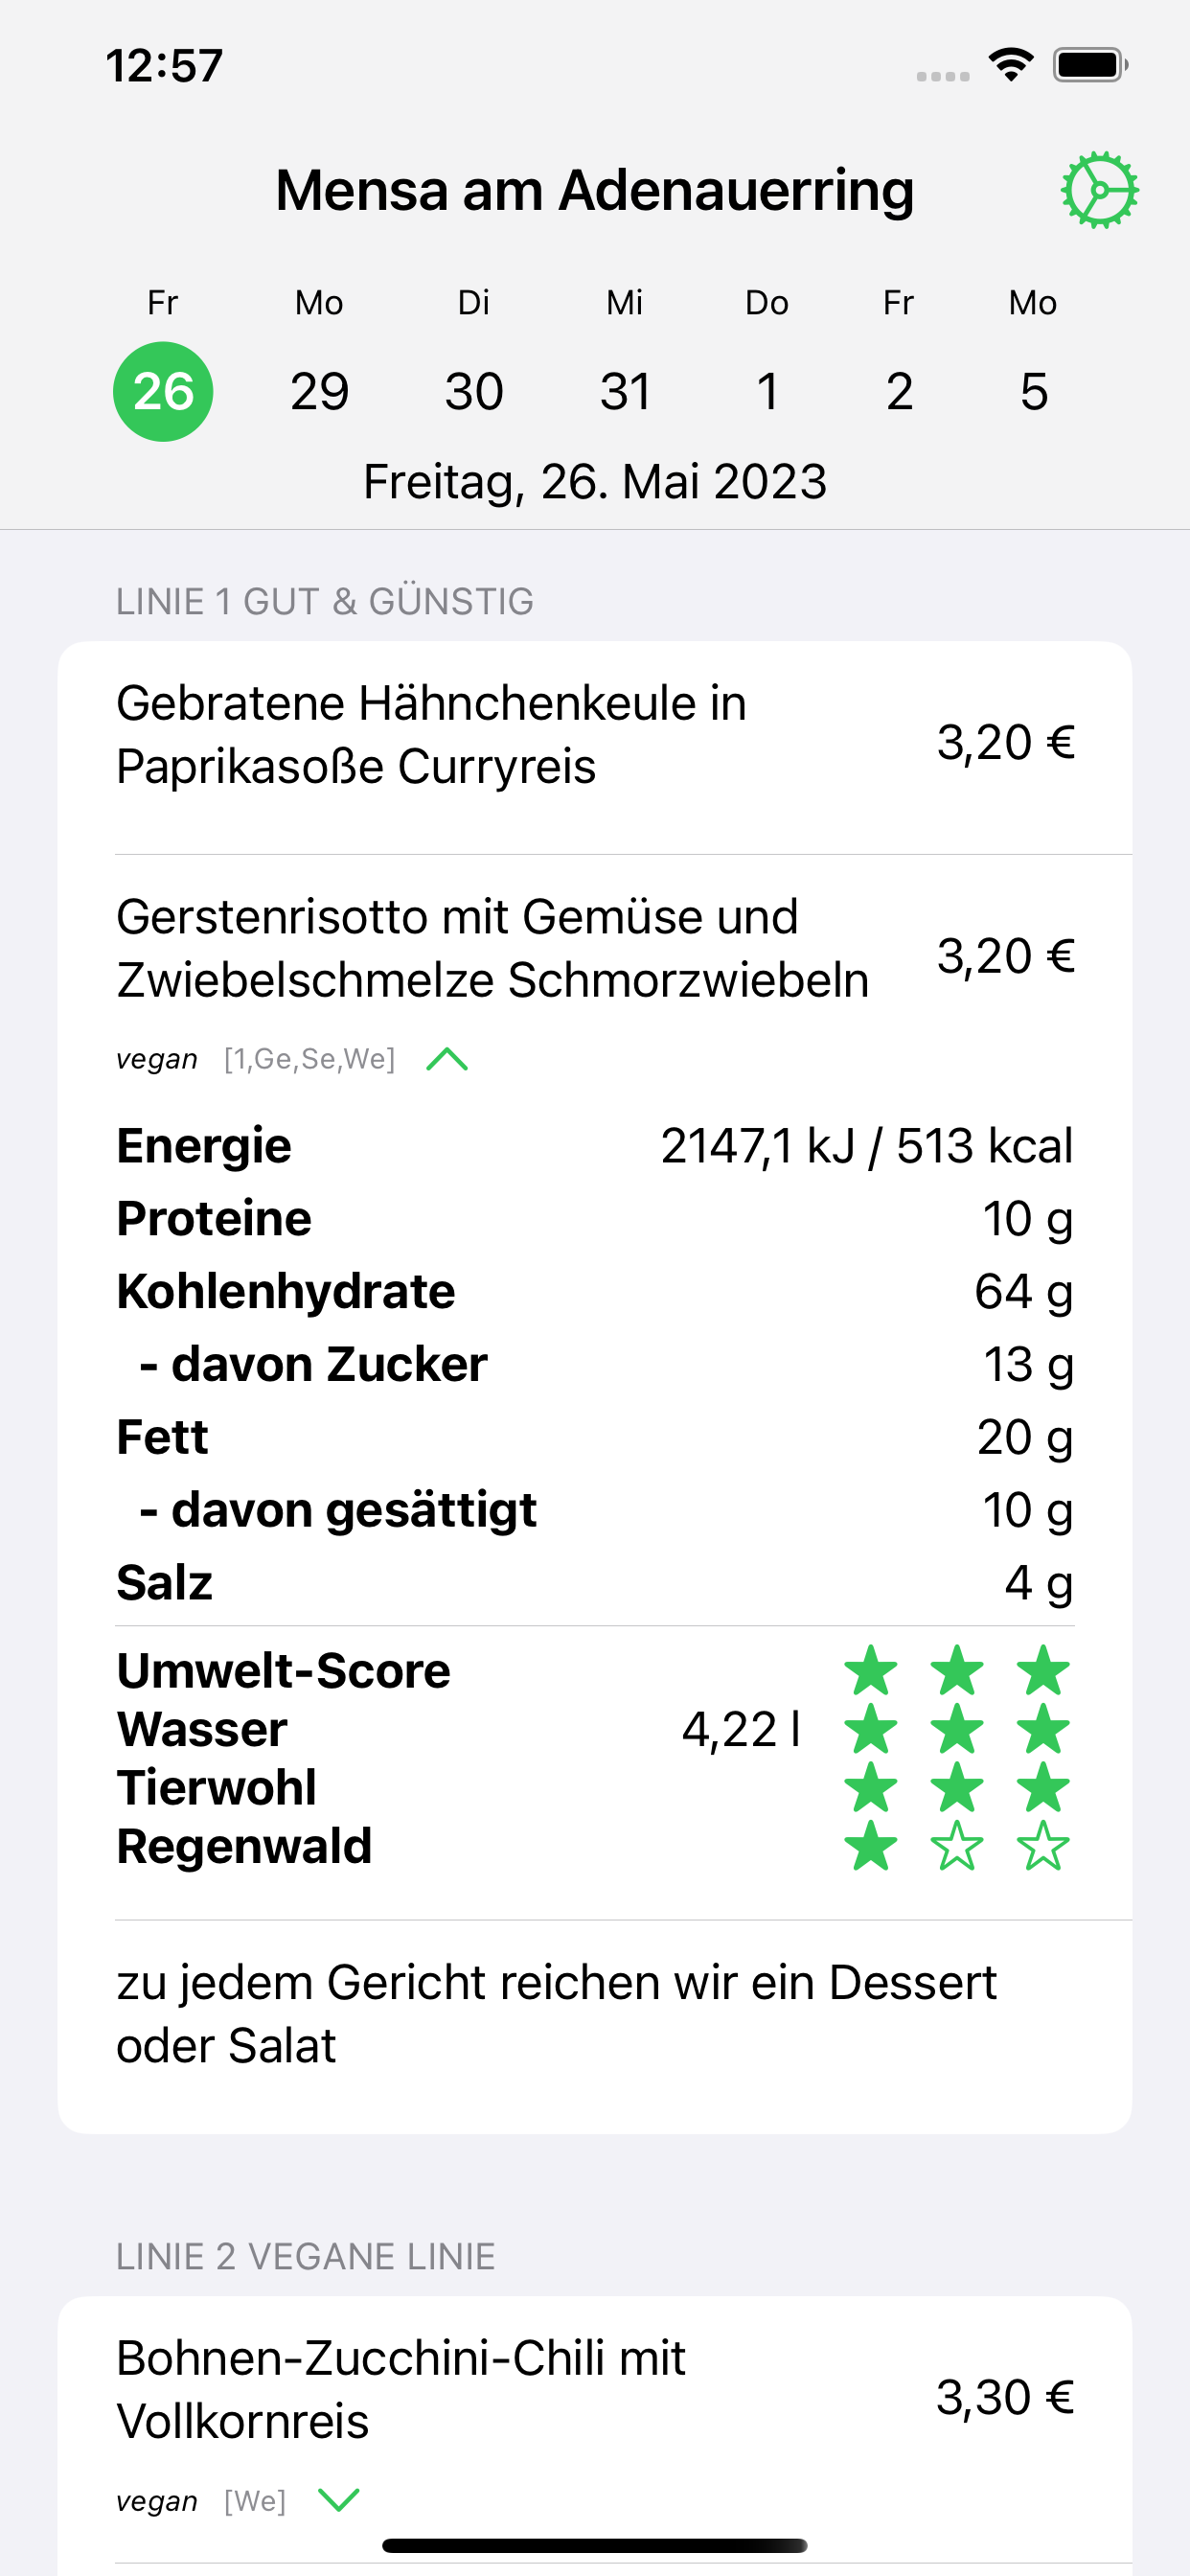 12:57
Mensa am Adenauerring
Fr Mo Di Mi Do Fr Mo
26 29 30 31 1 2 5
Freitag, 26. Mai 2023
LINIE 1 GUT & GÜNSTIG
Gebratene Hähnchenkeule in
Paprikasoße Curryreis
3,20 €
Gerstenrisotto mit Gemüse und
Zwiebelschmelze Schmorzwiebeln
3,20 €
vegan [1,Ge,Se,We]
Energie 2147,1 kJ / 513 kcal
Proteine 10 g
Kohlenhydrate 64 g
- davon Zucker 13 g
Fett 20 g
- davon gesättigt 10 g
Salz 4 g
Umwelt-Score
Wasser 4,22 l
Tierwohl
Regenwald
zu jedem Gericht reichen wir ein Dessert
oder Salat
LINIE 2 VEGANE LINIE
Bohnen-Zucchini-Chili mit
Vollkornreis
3,30 €
vegan [We]